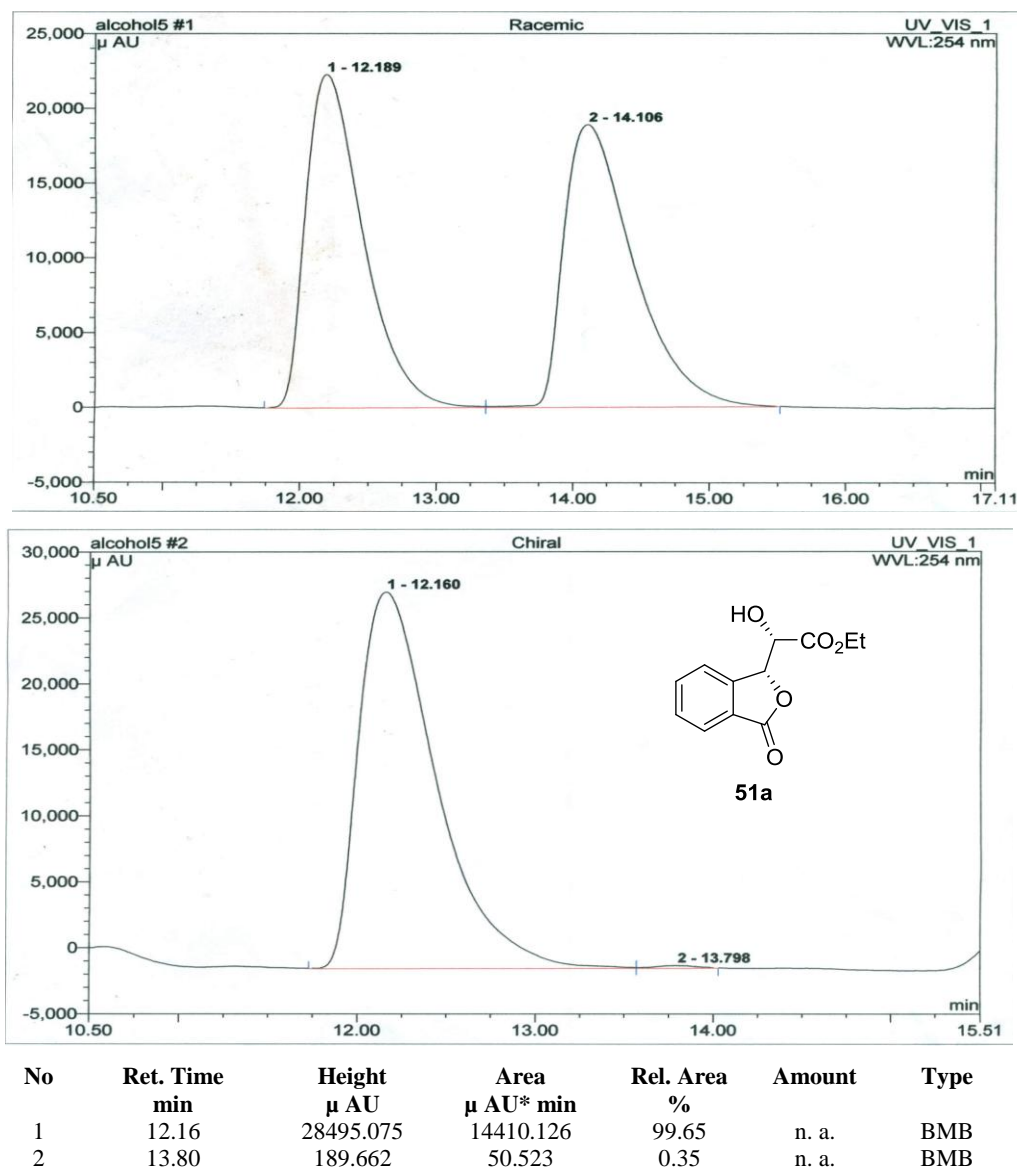 alcohol5 #1 Racemic UV_VIS_1
µ AU WVL:254 nm
25,000
1 - 12.189
20,000
2 - 14.106
15,000
10,000
5,000
0
-5,000
min
10.50 12.00 13.00 14.00 15.00 16.00 17.11
alcohol5 #2 Chiral UV_VIS_1
µ AU WVL:254 nm
30,000
1 - 12.160
25,000
20,000
15,000
10,000
5,000
0
-5,000
HO
CO2Et
O
O
51a
2 - 13.798
min
10.50 12.00 13.00 14.00 15.51
No Ret. Time Height Area Rel. Area Amount Type
min µ AU µ AU* min %
1 12.16 28495.075 14410.126 99.65 n. a. BMB
2 13.80 189.662 50.523 0.35 n. a. BMB